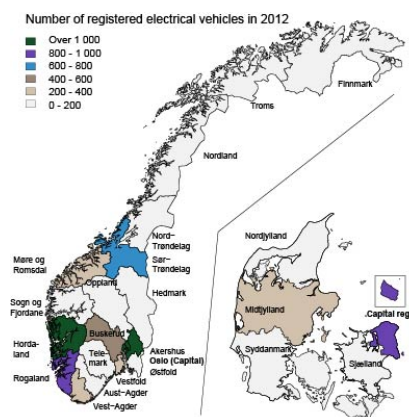 Number of registered electrical vehicles in 2012
Over 1 000
800 - 1 000
600 - 800
400 - 600
200 - 400
0 - 200
Finnmark
Troms
Nordland
Nord-
Trøndelag
Sør-
Trøndelag
Møre og
Romsdal
Oppland
Hedmark
Sogn og
Fjordane
Horda-
land
Buskerud
Tele-
mark
Rogaland
Akershus
Oslo (Capital)
Østfold
Vestfold
Aust-Agder
Vest-Agder
Nordjylland
Midtjylland
Syddanmark
Capital reg
Sjælland